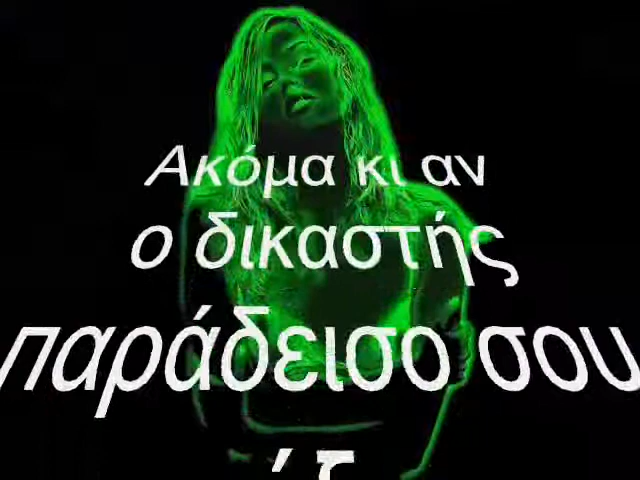 Ακόμα κι αν
ο δικαστής
παράδεισο σου